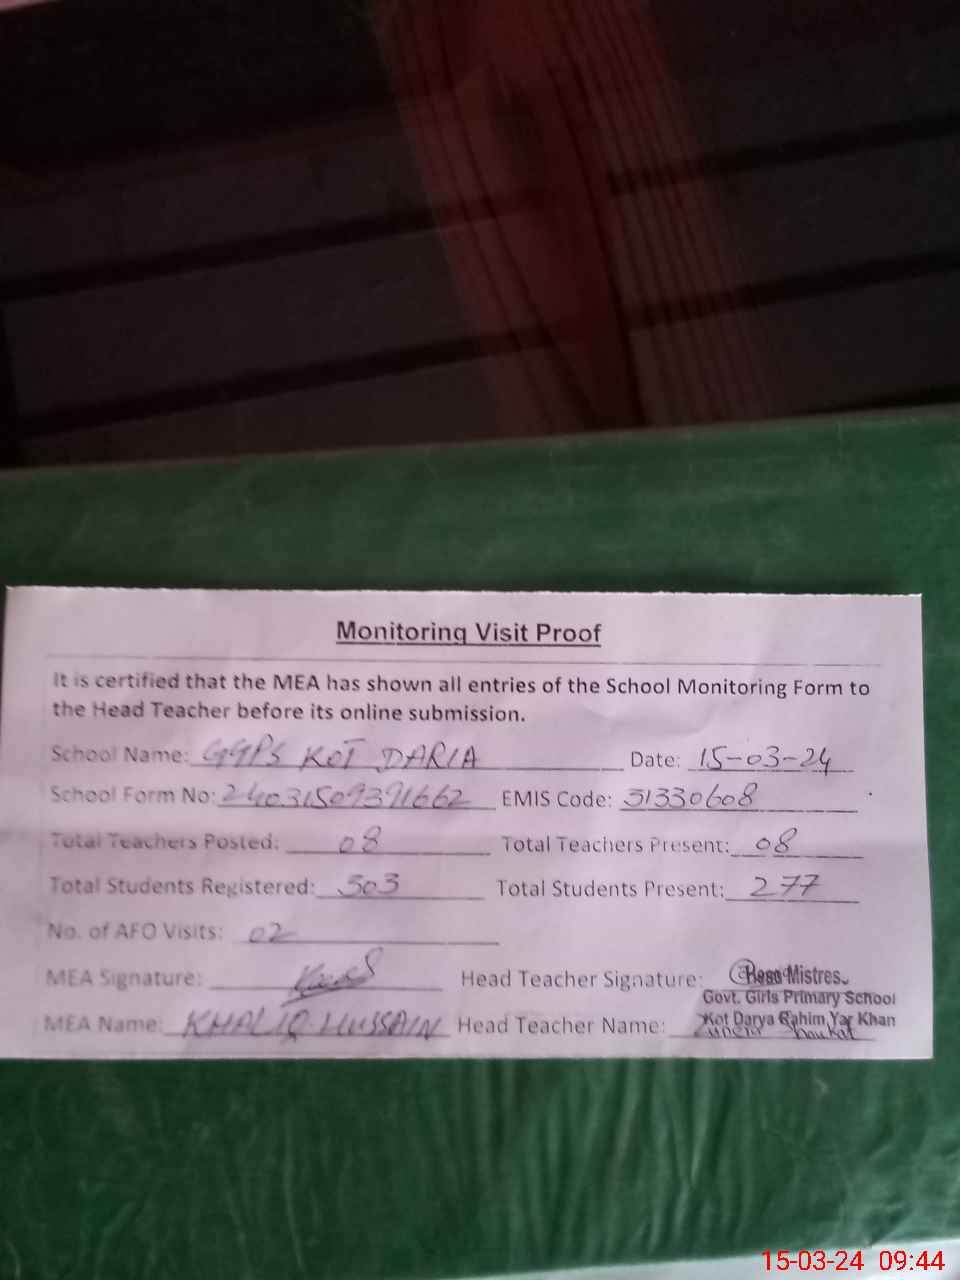 Monitoring Visit Proof
It is certified that the MEA has shown all entries of the School Monitoring Form to
the Head Teacher before its online submission.
School Name: GGPS KOT DARIA Date: 15-03-24
School Form No: 24031509391662 EMIS Code: 31330608
Total Teachers Posted: 08 Total Teachers Present: 08
Total Students Registered: 303 Total Students Present: 277
No. of AFO Visits: 02
MEA Signature: Head Teacher Signature: Head Mistres
Govt. Girls Primary School
MEA Name: KHALIQ HUSSAIN Head Teacher Name: Kot Darya Rahim Yar Khan
Shaukat
15-03-24 09:44